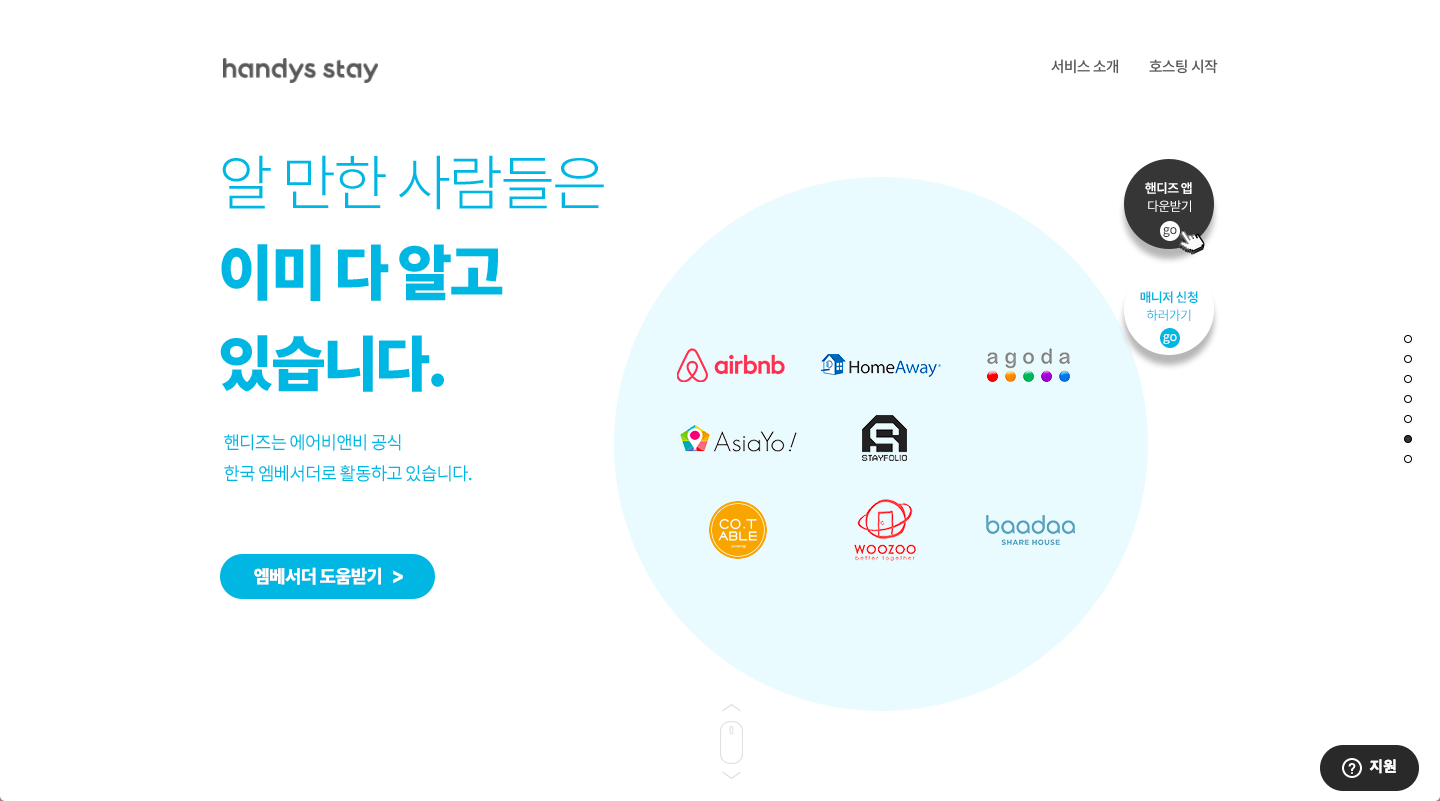 handys stay
서비스 소개
호스팅 시작
알 만한 사람들은
이미 다 알고
있습니다.
핸디즈는 에어비앤비 공식
한국 엠베서더로 활동하고 있습니다.
엠베서더 도움받기 >
핸디즈 앱
다운받기
go
매니저 신청
하러가기
go
airbnb
HomeAway
agoda
AsiaYo!
STAYFOLIO
CO.T
ABLE
WOOZOO
better together
baadaa
SHARE HOUSE
지원